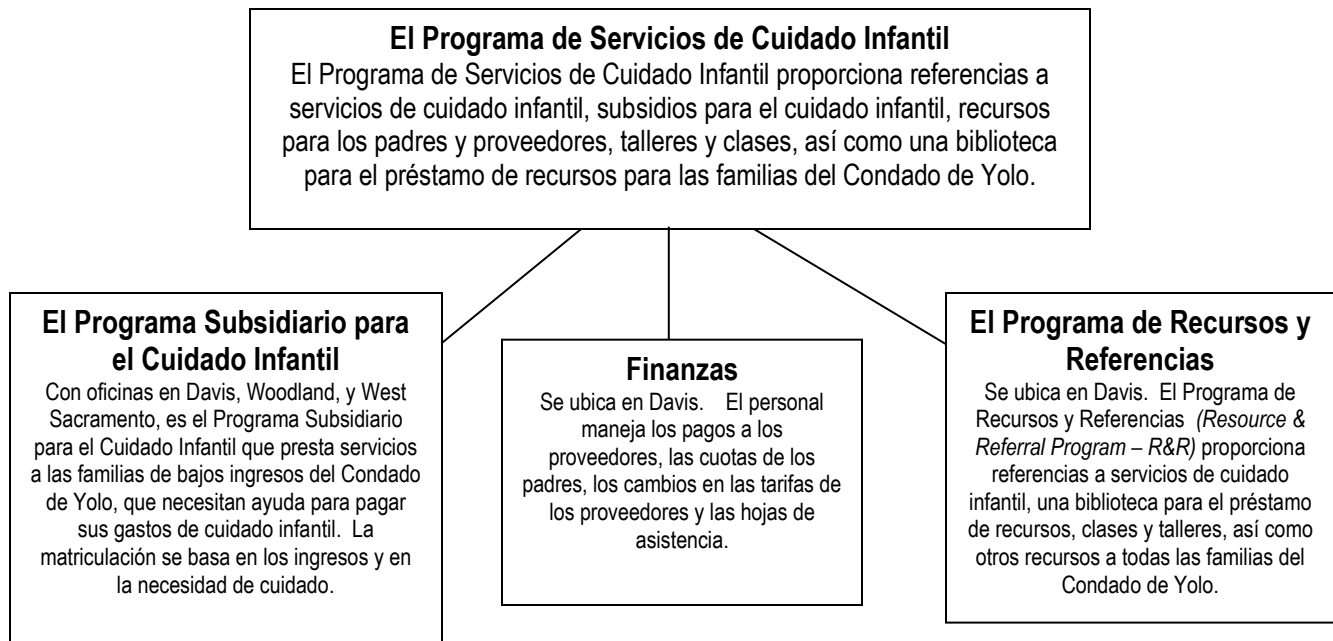 El Programa de Servicios de Cuidado Infantil
El Programa de Servicios de Cuidado Infantil proporciona referencias a
servicios de cuidado infantil, subsidios para el cuidado infantil, recursos
para los padres y proveedores, talleres y clases, así como una biblioteca
para el préstamo de recursos para las familias del Condado de Yolo.
El Programa Subsidiario para
el Cuidado Infantil
Con oficinas en Davis, Woodland, y West
Sacramento, es el Programa Subsidiario
para el Cuidado Infantil que presta servicios
a las familias de bajos ingresos del Condado
de Yolo, que necesitan ayuda para pagar
sus gastos de cuidado infantil. La
matriculación se basa en los ingresos y en
la necesidad de cuidado.
Finanzas
Se ubica en Davis. El personal
maneja los pagos a los
proveedores, las cuotas de los
padres, los cambios en las tarifas de
los proveedores y las hojas de
asistencia.
El Programa de Recursos y
Referencias
Se ubica en Davis. El Programa de
Recursos y Referencias (Resource &
Referral Program – R&R) proporciona
referencias a servicios de cuidado
infantil, una biblioteca para el préstamo
de recursos, clases y talleres, así como
otros recursos a todas las familias del
Condado de Yolo.